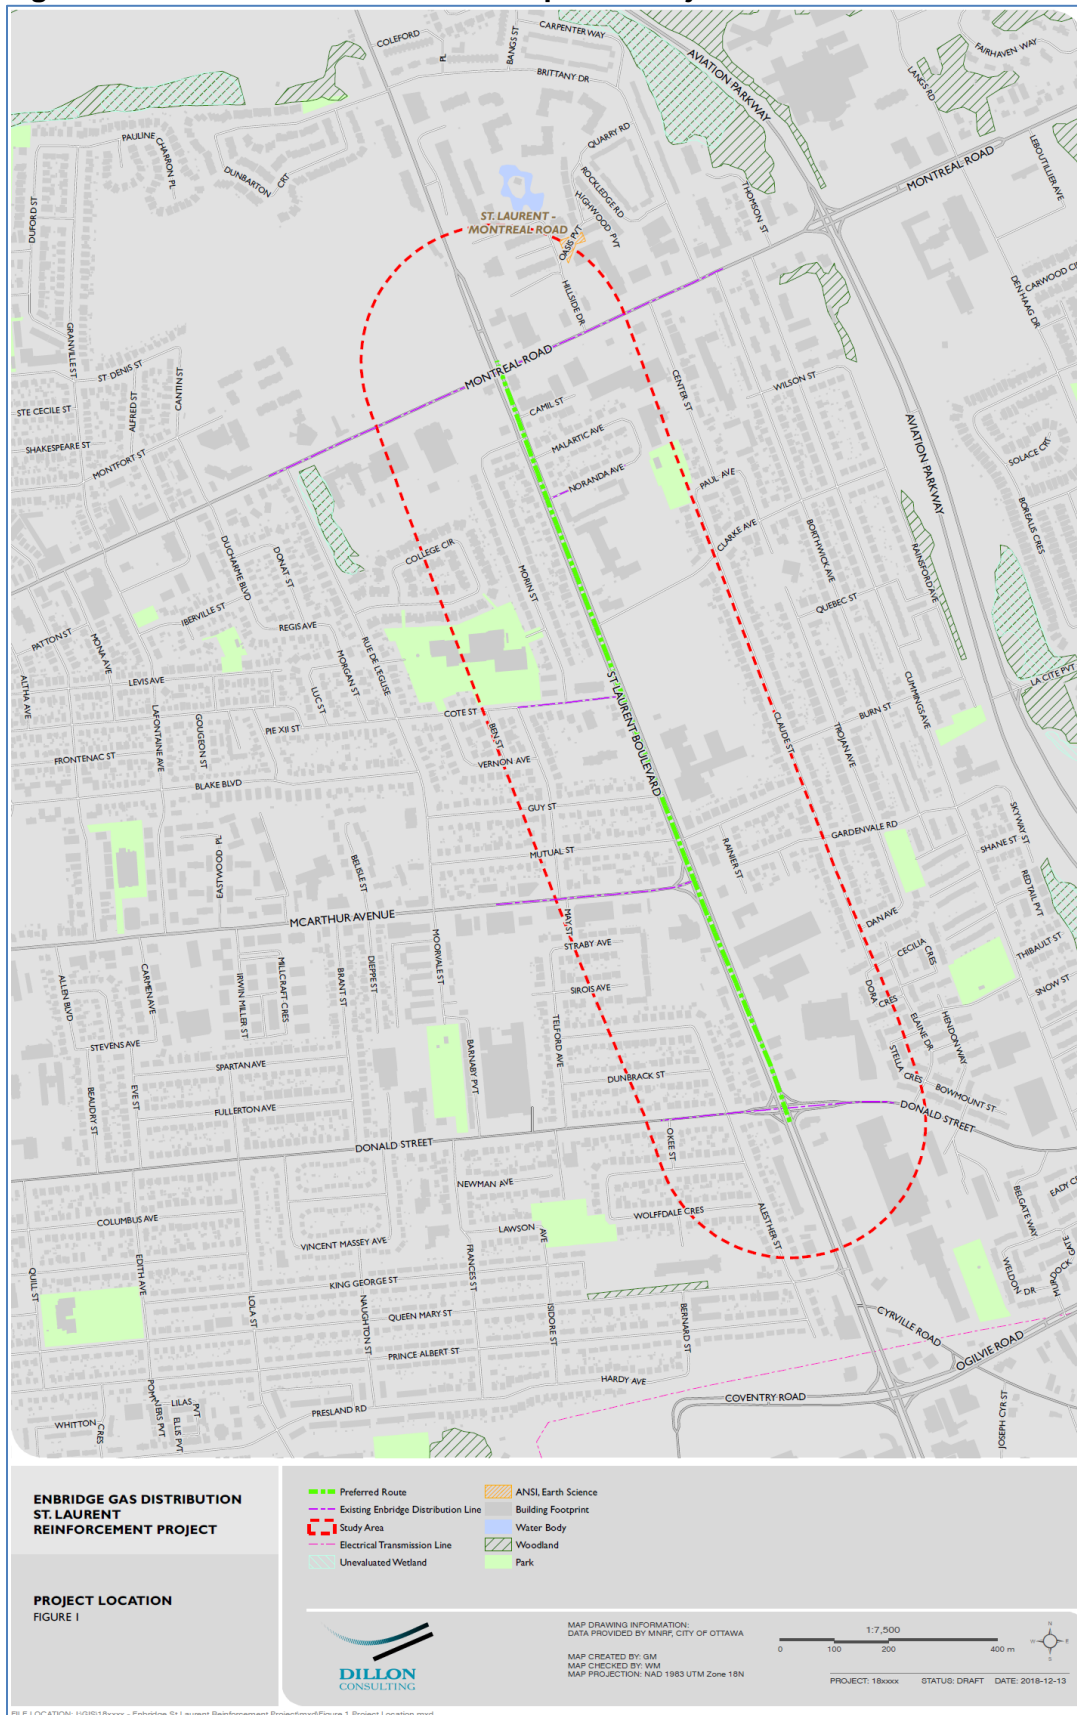 COLEFORD
PL
BANGS ST
CARPENTER WAY
BRITTANY DR
AVIATION PARKWAY
LANGS RD
FAIRHAVEN WAY
MONTREAL ROAD
LEBOUTILLIER AVE
PAULINE
CHARRON PL
DUNBARTON CRT
QUARRY RD
ROCKLEDGE RD
HIGHWOOD PVT
THOMSON ST
DUFORD ST
ST. LAURENT -
MONTREAL ROAD
OASIS PVT
HILLSIDE DR
CARWOOD CI
DEN HAAG DR
GRANVILLE ST
ST DENIS ST
CANTIN ST
ALFRED ST
STE CECILE ST
SHAKESPEARE ST
MONTFORT ST
MONTREAL ROAD
CAMIL ST
MALARTIC AVE
NORANDA AVE
CENTER ST
WILSON ST
PAUL AVE
CLARKE AVE
AVIATION PARKWAY
SOLACE CRT
BOREALIS CRES
BORTHWICK AVE
RAINSFORD AVE
QUEBEC ST
COLLEGE CIR
MORIN ST
DUCHARME BLVD
DONAT ST
IBERVILLE ST
REGIS AVE
PATTON ST
MONA AVE
ALTHA AVE
LEVIS AVE
LUC ST
MORGAN ST
RUE DE L'EGLISE
LAFONTAINE AVE
GOUGEON ST
PIE XII ST
COTE ST
BEN ST
VERNON AVE
ST LAURENT BOULEVARD
CLAUDE ST
TROJAN AVE
BURN ST
CUMMINGS AVE
LA CITE PVT
FRONTENAC ST
BLAKE BLVD
GUY ST
MUTUAL ST
RAINIER ST
GARDENVALE RD
SKYWAY ST
SHANE ST
REDTAIL PVT
EASTWOOD PL
BELISLE ST
MCARTHUR AVENUE
MAY ST
STRABY AVE
SIROIS AVE
DAN AVE
CECILIA CRES
THIBAULT ST
SNOW ST
DORA CRES
ELAINE DR
HENDON WAY
STELLA CRES
BOWMOUNT ST
ALLEN BLVD
CARMEN AVE
IRWIN MILLER ST
MILLCRAFT CRES
BRANT ST
DIEPPE ST
MOORVALE ST
BARNABY PVT
TELFORD AVE
DUNBRACK ST
STEVENS AVE
SPARTAN AVE
FULLERTON AVE
BEAUDRY ST
EVE ST
DONALD STREET
DONALD STREET
OKEE ST
NEWMAN AVE
WOLFFDALE CRES
ALESTHER ST
LAWSON AVE
BELGATE WAY
EADY C
WELDON DR
MURDOCK GATE
COLUMBUS AVE
VINCENT MASSEY AVE
KING GEORGE ST
QUEEN MARY ST
PRINCE ALBERT ST
QUILL ST
EDITH AVE
LOLA ST
NAUGHTON ST
FRANCES ST
ISIDORE ST
BERNARD ST
CYRVILLE ROAD
OGILVIE ROAD
HARDY AVE
COVENTRY ROAD
PRESLAND RD
LILAS PVT
ELLIS PVT
WHITTON CRES
JOSEPH CYR ST
ENBRIDGE GAS DISTRIBUTION
ST. LAURENT
REINFORCEMENT PROJECT
PROJECT LOCATION
FIGURE 1
Preferred Route
Existing Enbridge Distribution Line
Study Area
Electrical Transmission Line
Unevaluated Wetland
ANSI, Earth Science
Building Footprint
Water Body
Woodland
Park
DILLON
CONSULTING
MAP DRAWING INFORMATION:
DATA PROVIDED BY MNRF, CITY OF OTTAWA
MAP CREATED BY: GM
MAP CHECKED BY: WM
MAP PROJECTION: NAD 1983 UTM Zone 18N
1:7,500
0 100 200 400 m
N
W E
S
PROJECT: 18xxxx STATUS: DRAFT DATE: 2018-12-13